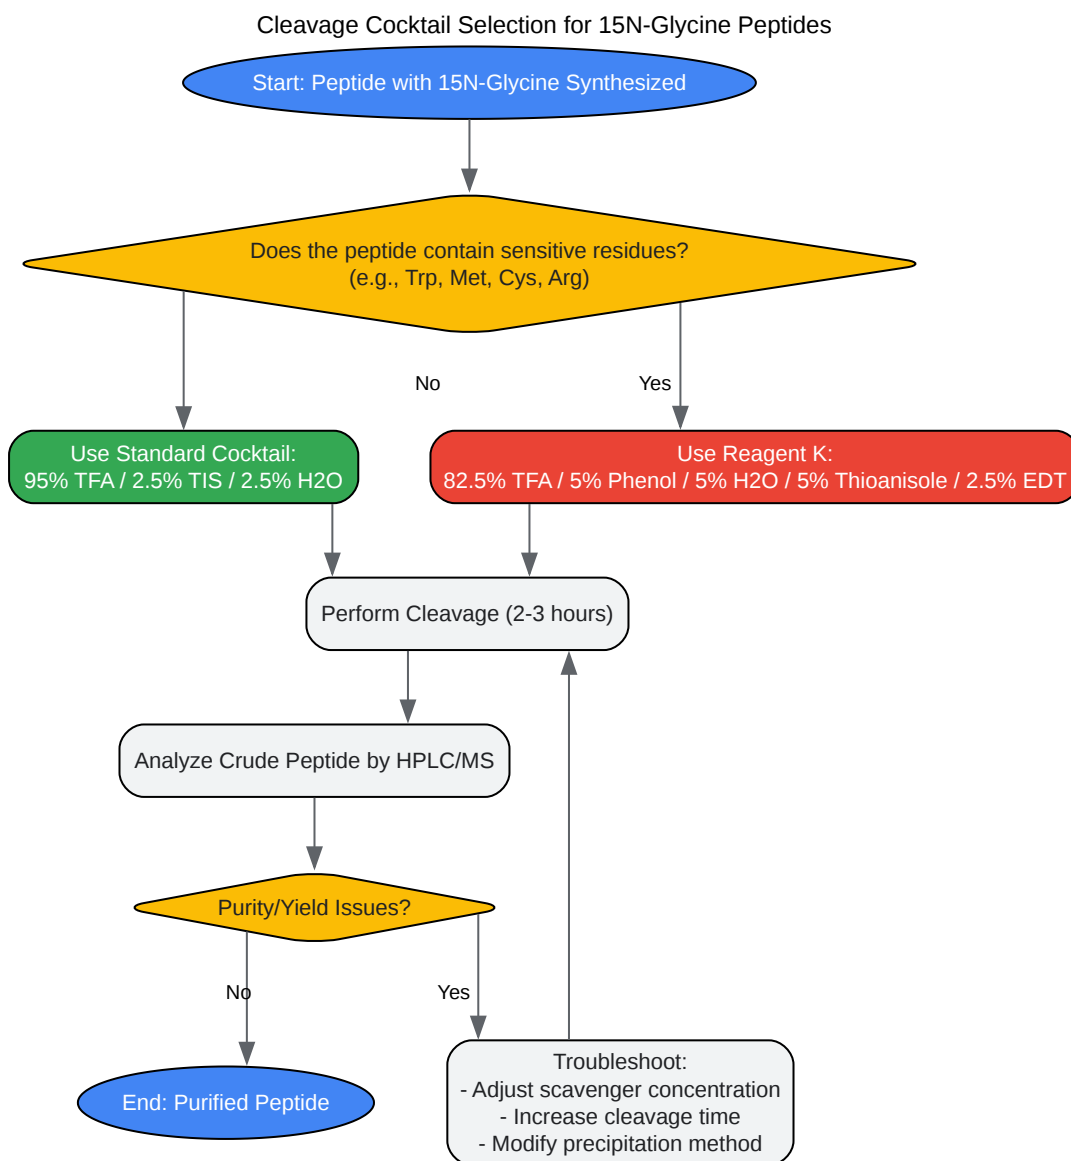 Cleavage Cocktail Selection for 15N-Glycine Peptides
Start: Peptide with 15N-Glycine Synthesized
Does the peptide contain sensitive residues?
(e.g., Trp, Met, Cys, Arg)
No
Yes
Use Standard Cocktail:
95% TFA / 2.5% TIS / 2.5% H2O
Use Reagent K:
82.5% TFA / 5% Phenol / 5% H2O / 5% Thioanisole / 2.5% EDT
Perform Cleavage (2-3 hours)
Analyze Crude Peptide by HPLC/MS
Purity/Yield Issues?
No
Yes
End: Purified Peptide
Troubleshoot:
- Adjust scavenger concentration
- Increase cleavage time
- Modify precipitation method